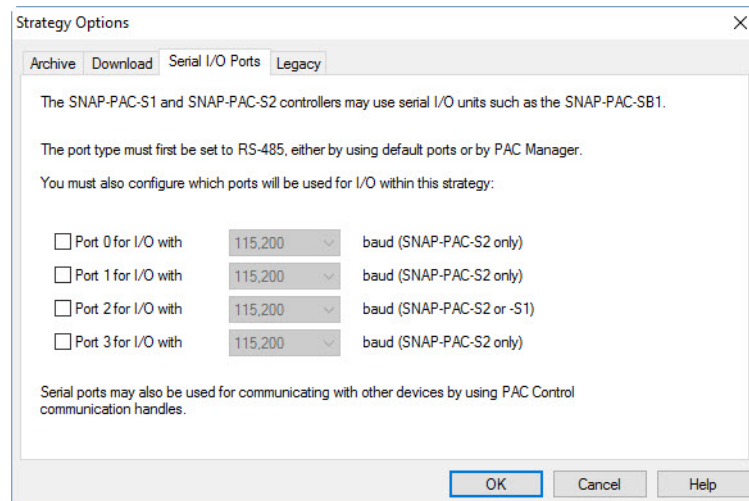 Strategy Options
Archive Download Serial I/O Ports Legacy
The SNAP-PAC-S1 and SNAP-PAC-S2 controllers may use serial I/O units such as the SNAP-PAC-SB1.
The port type must first be set to RS-485, either by using default ports or by PAC Manager.
You must also configure which ports will be used for I/O within this strategy:
Port 0 for I/O with 115,200 baud (SNAP-PAC-S2 only)
Port 1 for I/O with 115,200 baud (SNAP-PAC-S2 only)
Port 2 for I/O with 115,200 baud (SNAP-PAC-S2 or -S1)
Port 3 for I/O with 115,200 baud (SNAP-PAC-S2 only)
Serial ports may also be used for communicating with other devices by using PAC Control
communication handles.
OK Cancel Help